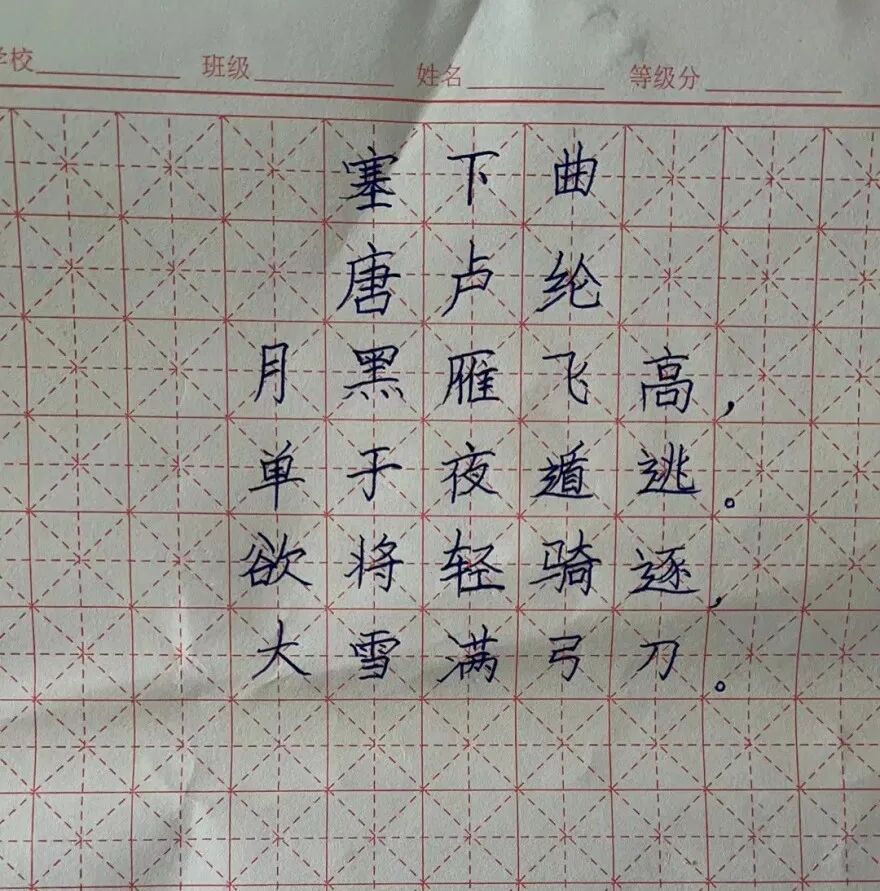 学校 班级 姓名 等级分
塞下曲
唐卢纶
月黑雁飞高，
单于夜遁逃。
欲将轻骑逐，
大雪满弓刀。